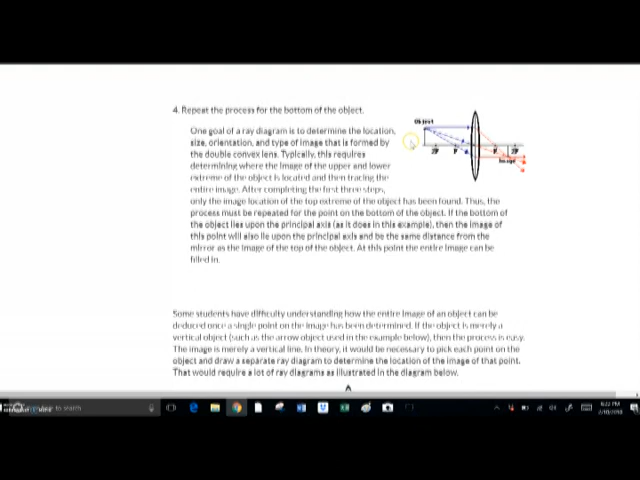 4. Repeat the process for the bottom of the object.
One goal of a ray diagram is to determine the location,
size, orientation, and type of image that is formed by
the double convex lens. Typically, this requires
determining where the image of the upper and lower
extreme of the object is located and then tracing the
entire image. After completing the first three steps,
only the image location of the top extreme of the object has been found. Thus, the
process must be repeated for the point on the bottom of the object. If the bottom of
the object lies upon the principal axis (as it does in this example), then the image of
this point will also lie upon the principal axis and be the same distance from the
mirror as the image of the top of the object. At this point the entire image can be
filled in.
Object
2F F F 2F
Image
Some students have difficulty understanding how the entire image of an object can be
deduced once a single point on the image has been determined. If the object is merely a
vertical object (such as the arrow object used in the example below), then the process is easy.
The image is merely a vertical line. In theory, it would be necessary to pick each point on the
object and draw a separate ray diagram to determine the location of the image of that point.
That would require a lot of ray diagrams as illustrated in the diagram below.
A
to search